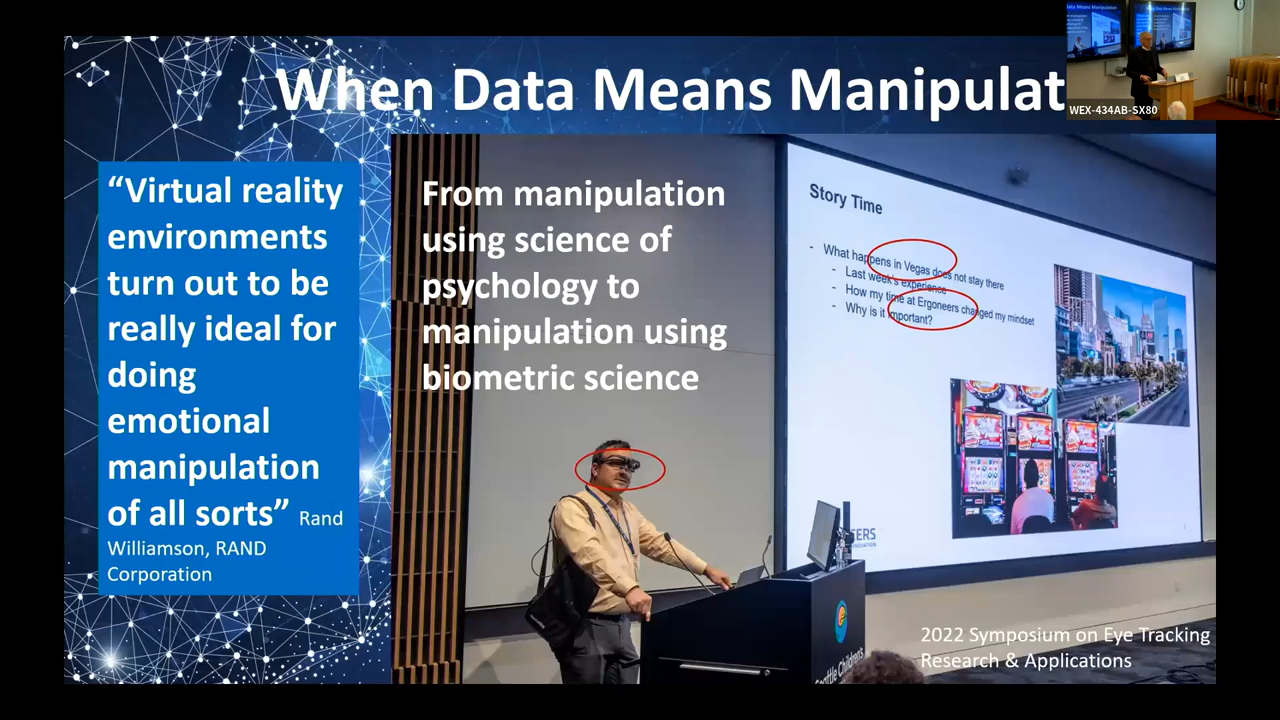 When Data Means Manipulat
WEX-434AB-SX80
“Virtual reality
environments
turn out to be
really ideal for
doing
emotional
manipulation
of all sorts” Rand
Williamson, RAND
Corporation
From manipulation
using science of
psychology to
manipulation using
biometric science
Story Time
- What happens in Vegas does not stay there
- Last week's experience
- How my time at Ergoneers changed my mindset
- Why is it important?
2022 Symposium on Eye Tracking
Research & Applications